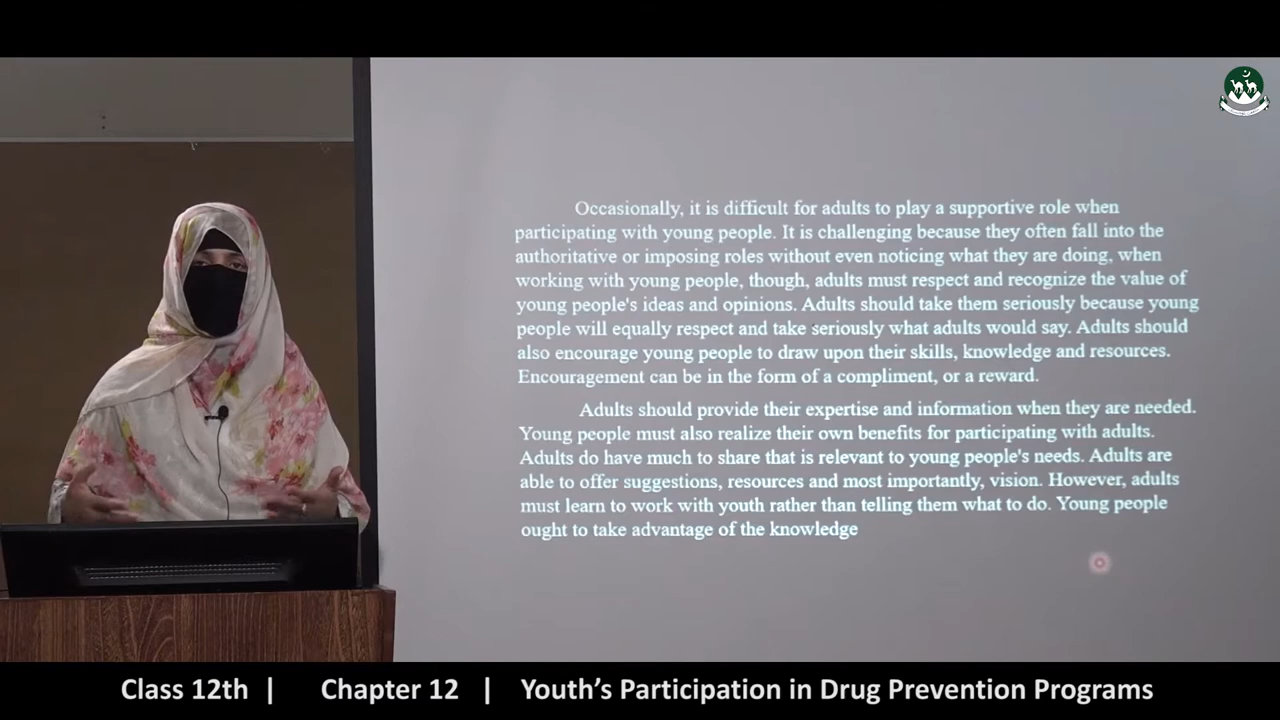 Occasionally, it is difficult for adults to play a supportive role when
participating with young people. It is challenging because they often fall into the
authoritative or imposing roles without even noticing what they are doing, when
working with young people, though, adults must respect and recognize the value of
young people's ideas and opinions. Adults should take them seriously because young
people will equally respect and take seriously what adults would say. Adults should
also encourage young people to draw upon their skills, knowledge and resources.
Encouragement can be in the form of a compliment, or a reward.
Adults should provide their expertise and information when they are needed.
Young people must also realize their own benefits for participating with adults.
Adults do have much to share that is relevant to young people's needs. Adults are
able to offer suggestions, resources and most importantly, vision. However, adults
must learn to work with youth rather than telling them what to do. Young people
ought to take advantage of the knowledge
Class 12th | Chapter 12 | Youth's Participation in Drug Prevention Programs